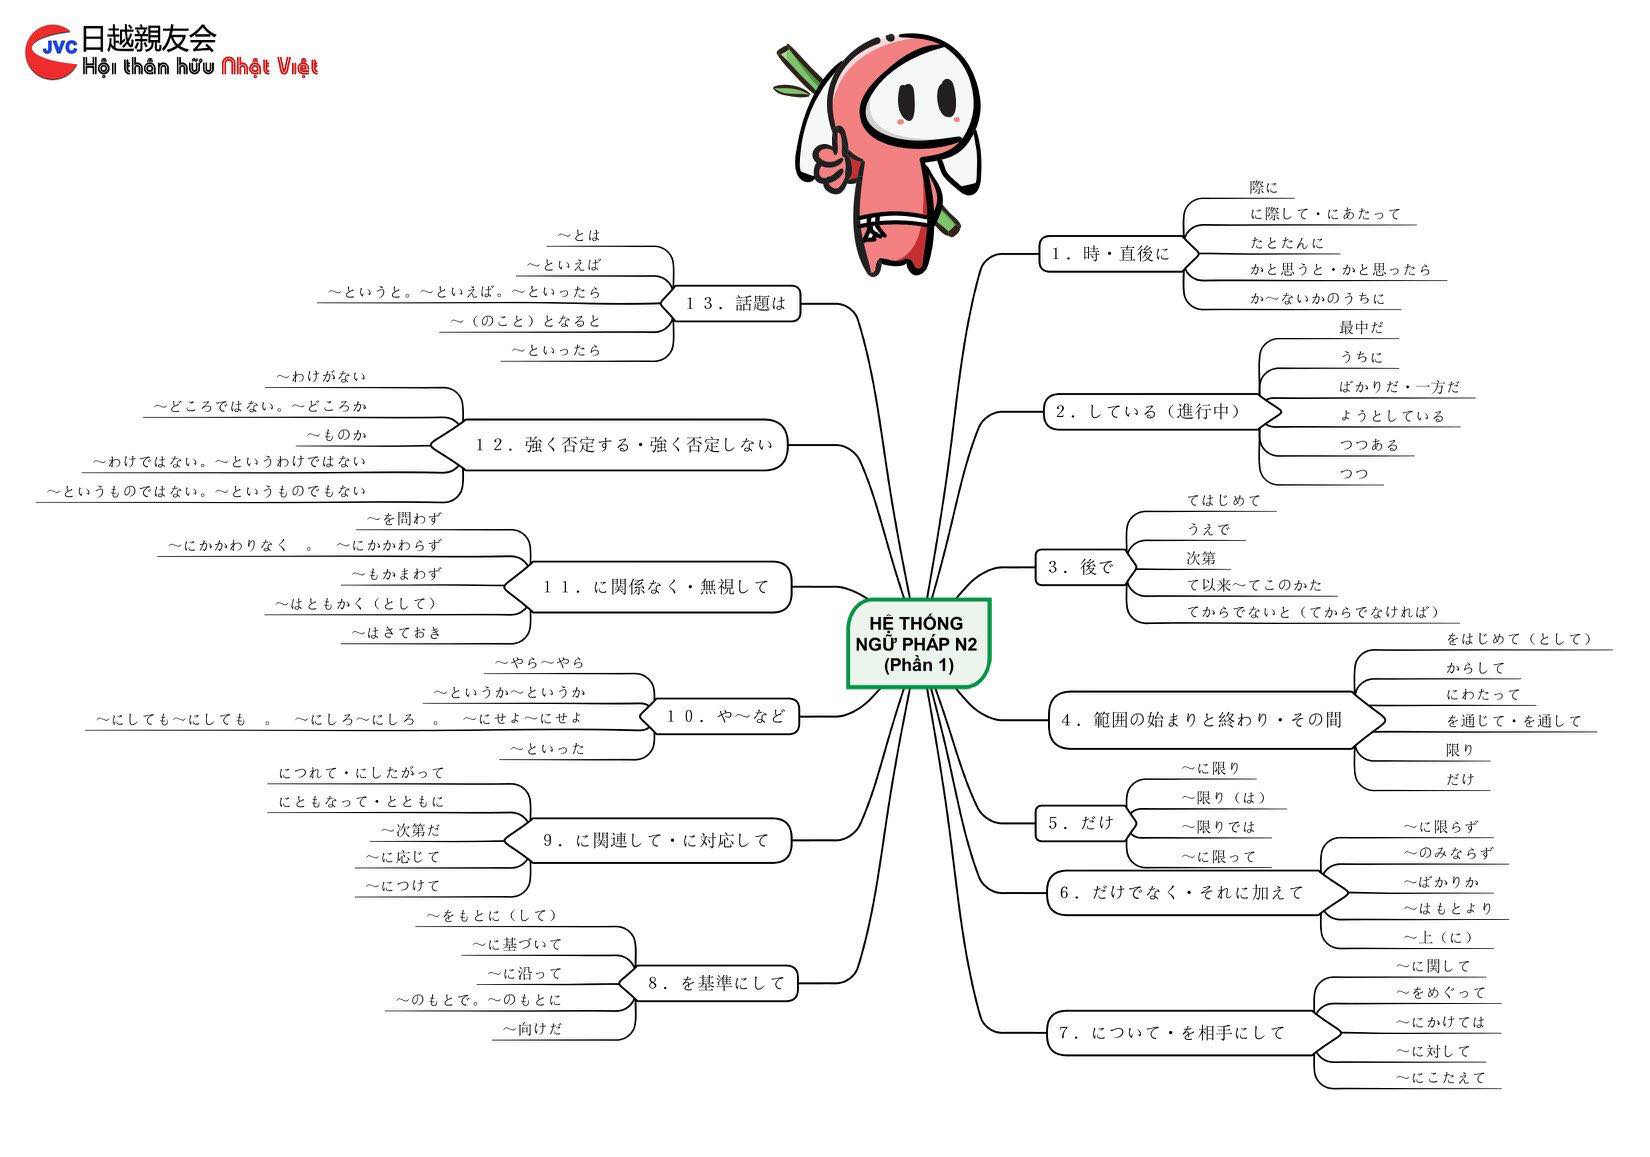 JVC
日越親友会
Hội thân hữu Nhật Việt
HỆ THỐNG
NGỮ PHÁP N2
(Phần 1)
１．時・直後に
際に
に際して・にあたって
たとたんに
かと思うと・かと思ったら
か〜ないかのうちに
２．している（進行中）
最中だ
うちに
ばかりだ・一方だ
ようとしている
つつある
つつ
３．後で
てはじめて
うえで
次第
て以来〜てこのかた
てからでないと（てからでなければ）
４．範囲の始まりと終わり・その間
をはじめて（として）
からして
にわたって
を通じて・を通して
限り
だけ
５．だけ
〜に限り
〜限り（は）
〜限りでは
〜に限って
６．だけでなく・それに加えて
〜に限らず
〜のみならず
〜ばかりか
〜はもとより
〜上（に）
７．について・を相手にして
〜に関して
〜をめぐって
〜にかけては
〜に対して
〜にこたえて
８．を基準にして
〜をもとに（して）
〜に基づいて
〜に沿って
〜のもとで。〜のもとに
〜向けだ
９．に関連して・に対応して
につれて・にしたがって
にともなって・とともに
〜次第だ
〜に応じて
〜につけて
１０．や〜など
〜やら〜やら
〜というか〜というか
〜にしても〜にしても　。　〜にしろ〜にしろ　。　〜にせよ〜にせよ
〜といった
１１．に関係なく・無視して
〜を問わず
〜にかかわりなく　。　〜にかかわらず
〜もかまわず
〜はともかく（として）
〜はさておき
１２．強く否定する・強く否定しない
〜わけがない
〜どころではない。〜どころか
〜ものか
〜わけではない。〜というわけではない
〜というものではない。〜というものでもない
１３．話題は
〜とは
〜といえば
〜というと。〜といえば。〜といったら
〜（のこと）となると
〜といったら